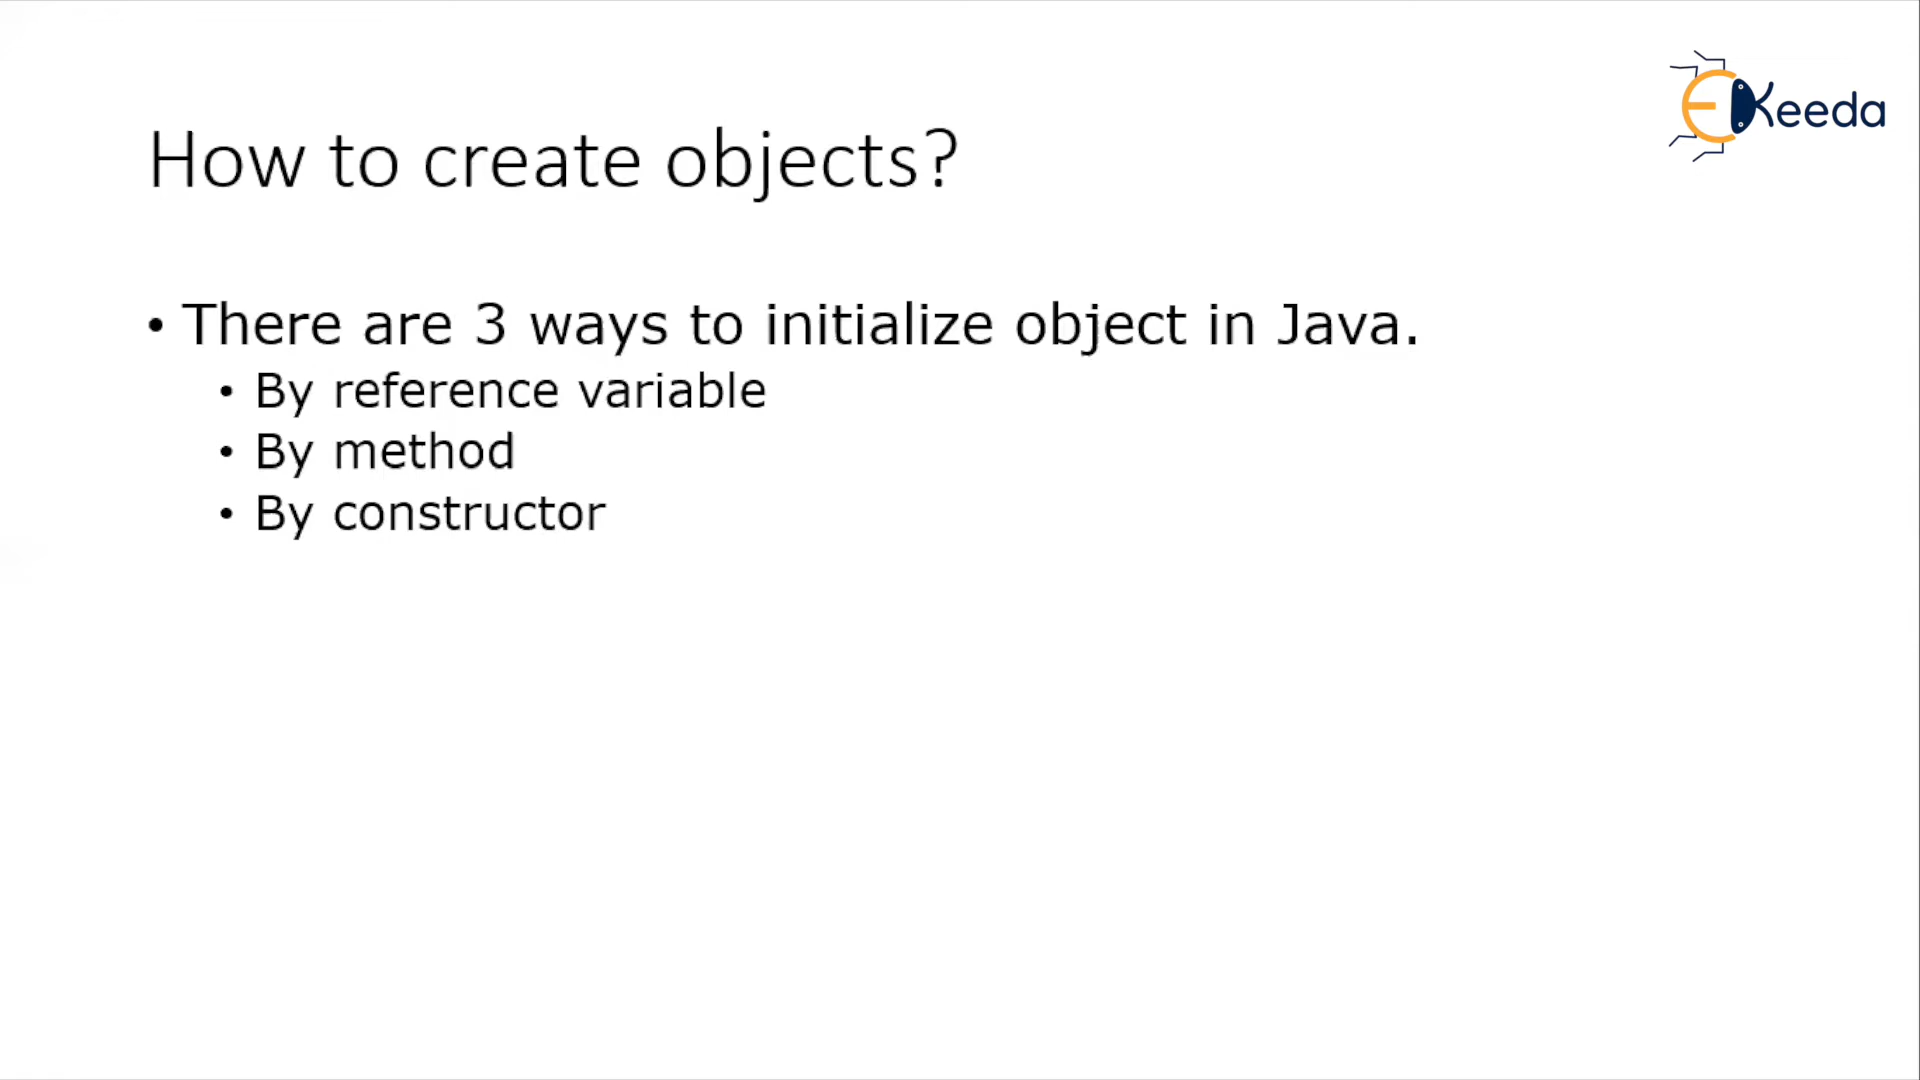 EKeeda
How to create objects?
• There are 3 ways to initialize object in Java.
• By reference variable
• By method
• By constructor